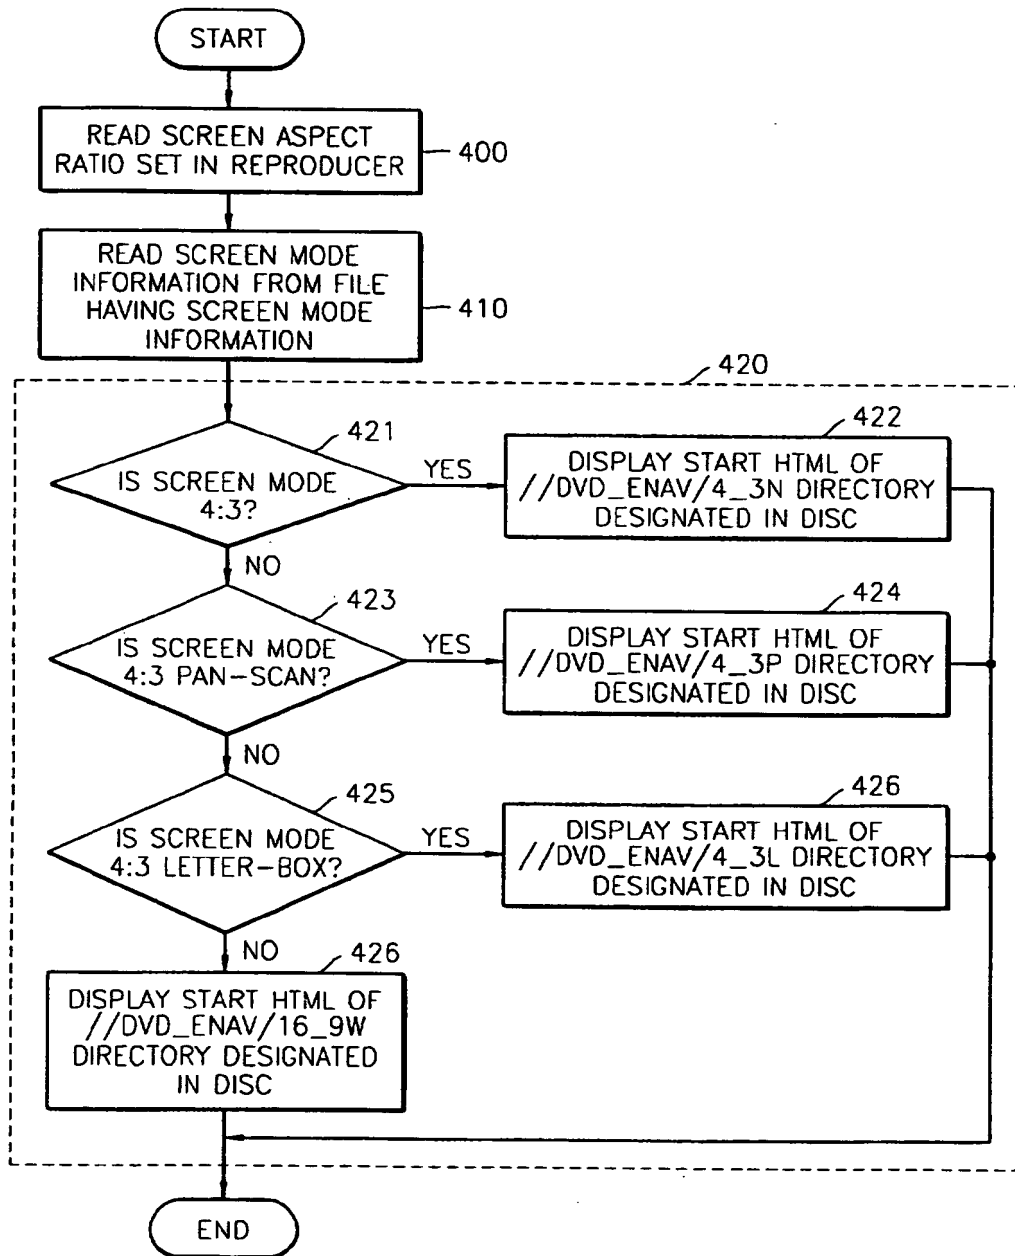 START
READ SCREEN ASPECT
RATIO SET IN REPRODUCER
400
READ SCREEN MODE
INFORMATION FROM FILE
HAVING SCREEN MODE
INFORMATION
410
420
421
IS SCREEN MODE
4:3?
YES
422
DISPLAY START HTML OF
//DVD_ENAV/4_3N DIRECTORY
DESIGNATED IN DISC
NO
423
IS SCREEN MODE
4:3 PAN-SCAN?
YES
424
DISPLAY START HTML OF
//DVD_ENAV/4_3P DIRECTORY
DESIGNATED IN DISC
NO
425
IS SCREEN MODE
4:3 LETTER-BOX?
YES
426
DISPLAY START HTML OF
//DVD_ENAV/4_3L DIRECTORY
DESIGNATED IN DISC
NO
426
DISPLAY START HTML OF
//DVD_ENAV/16_9W
DIRECTORY DESIGNATED
IN DISC
END